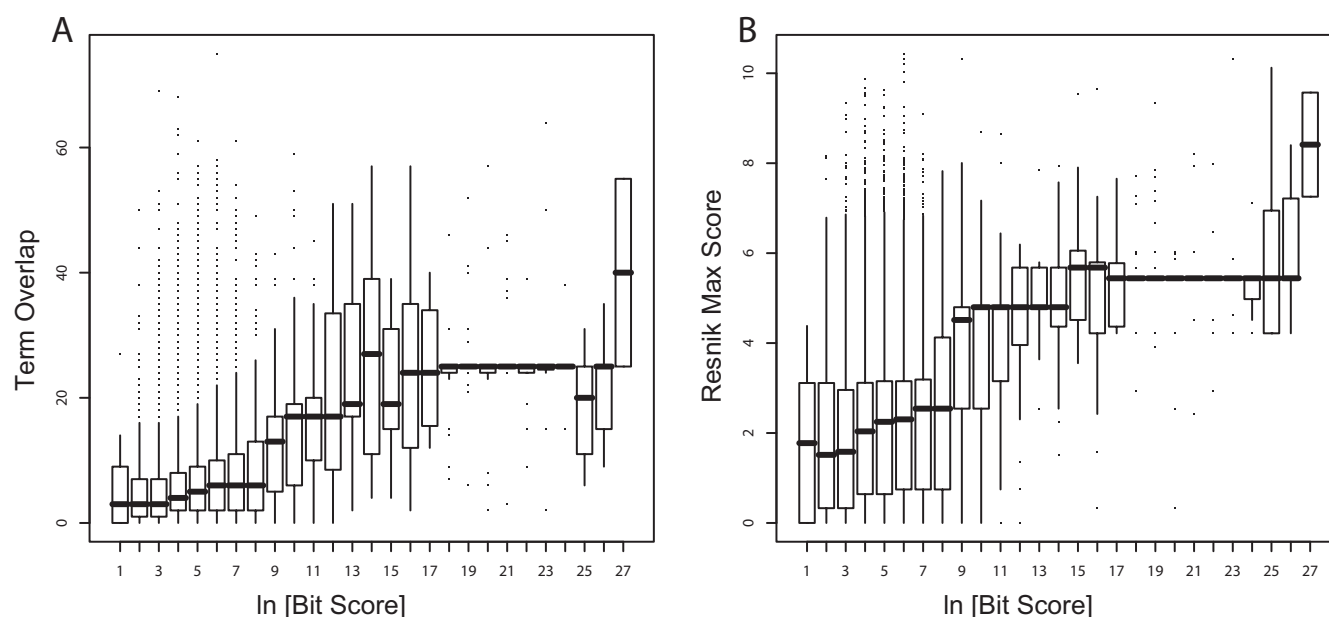 A
Term Overlap
60
40
20
0
1 3 5 7 9 11 13 15 17 19 21 23 25 27
ln [Bit Score]
B
Resnik Max Score
10
8
6
4
2
0
1 3 5 7 9 11 13 15 17 19 21 23 25 27
ln [Bit Score]